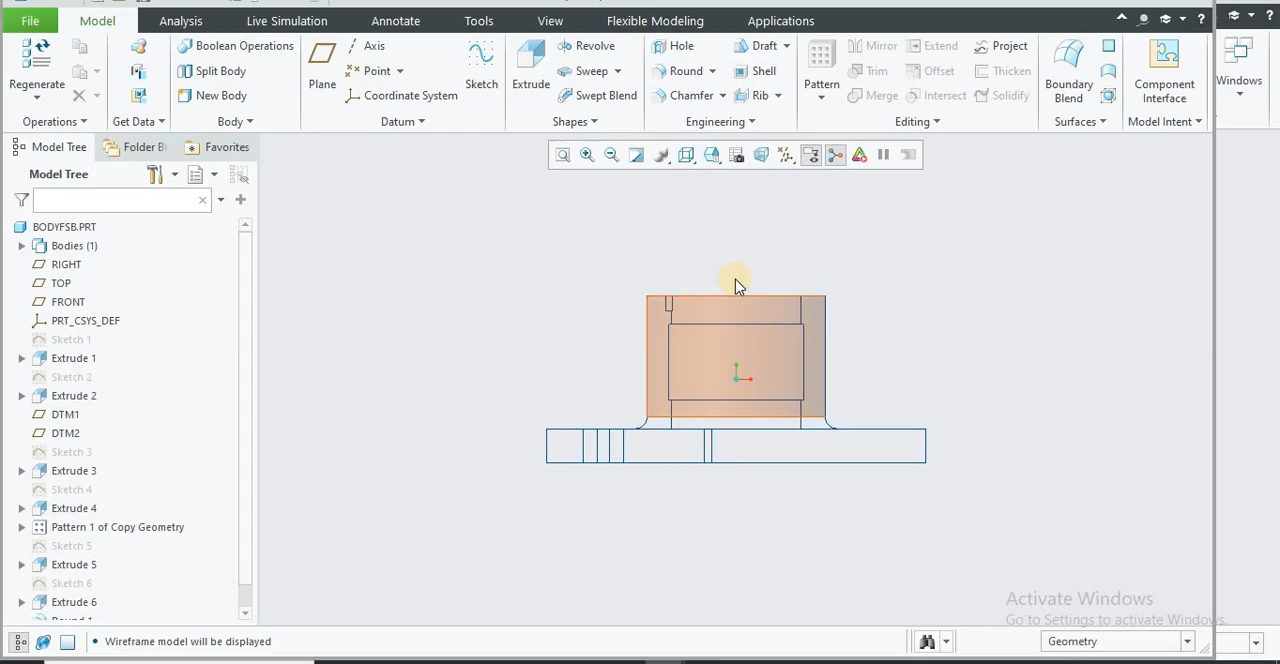 File Model Analysis Live Simulation Annotate Tools View Flexible Modeling Applications
Regenerate
Boolean Operations
Split Body
New Body
Plane
Axis
Point
Coordinate System
Sketch
Extrude
Revolve
Sweep
Swept Blend
Hole
Round
Chamfer
Draft
Shell
Rib
Pattern
Mirror
Trim
Merge
Extend
Offset
Intersect
Project
Thicken
Solidify
Boundary
Blend
Component
Interface
Windows
Operations Get Data Body Datum Shapes Engineering Editing Surfaces Model Intent
Model Tree Folder B Favorites
Model Tree
BODYFSB.PRT
Bodies (1)
RIGHT
TOP
FRONT
PRT_CSYS_DEF
Sketch 1
Extrude 1
Sketch 2
Extrude 2
DTM1
DTM2
Sketch 3
Extrude 3
Sketch 4
Extrude 4
Pattern 1 of Copy Geometry
Sketch 5
Extrude 5
Sketch 6
Extrude 6
Activate Windows
Go to Settings to activate Windows.
• Wireframe model will be displayed
Geometry